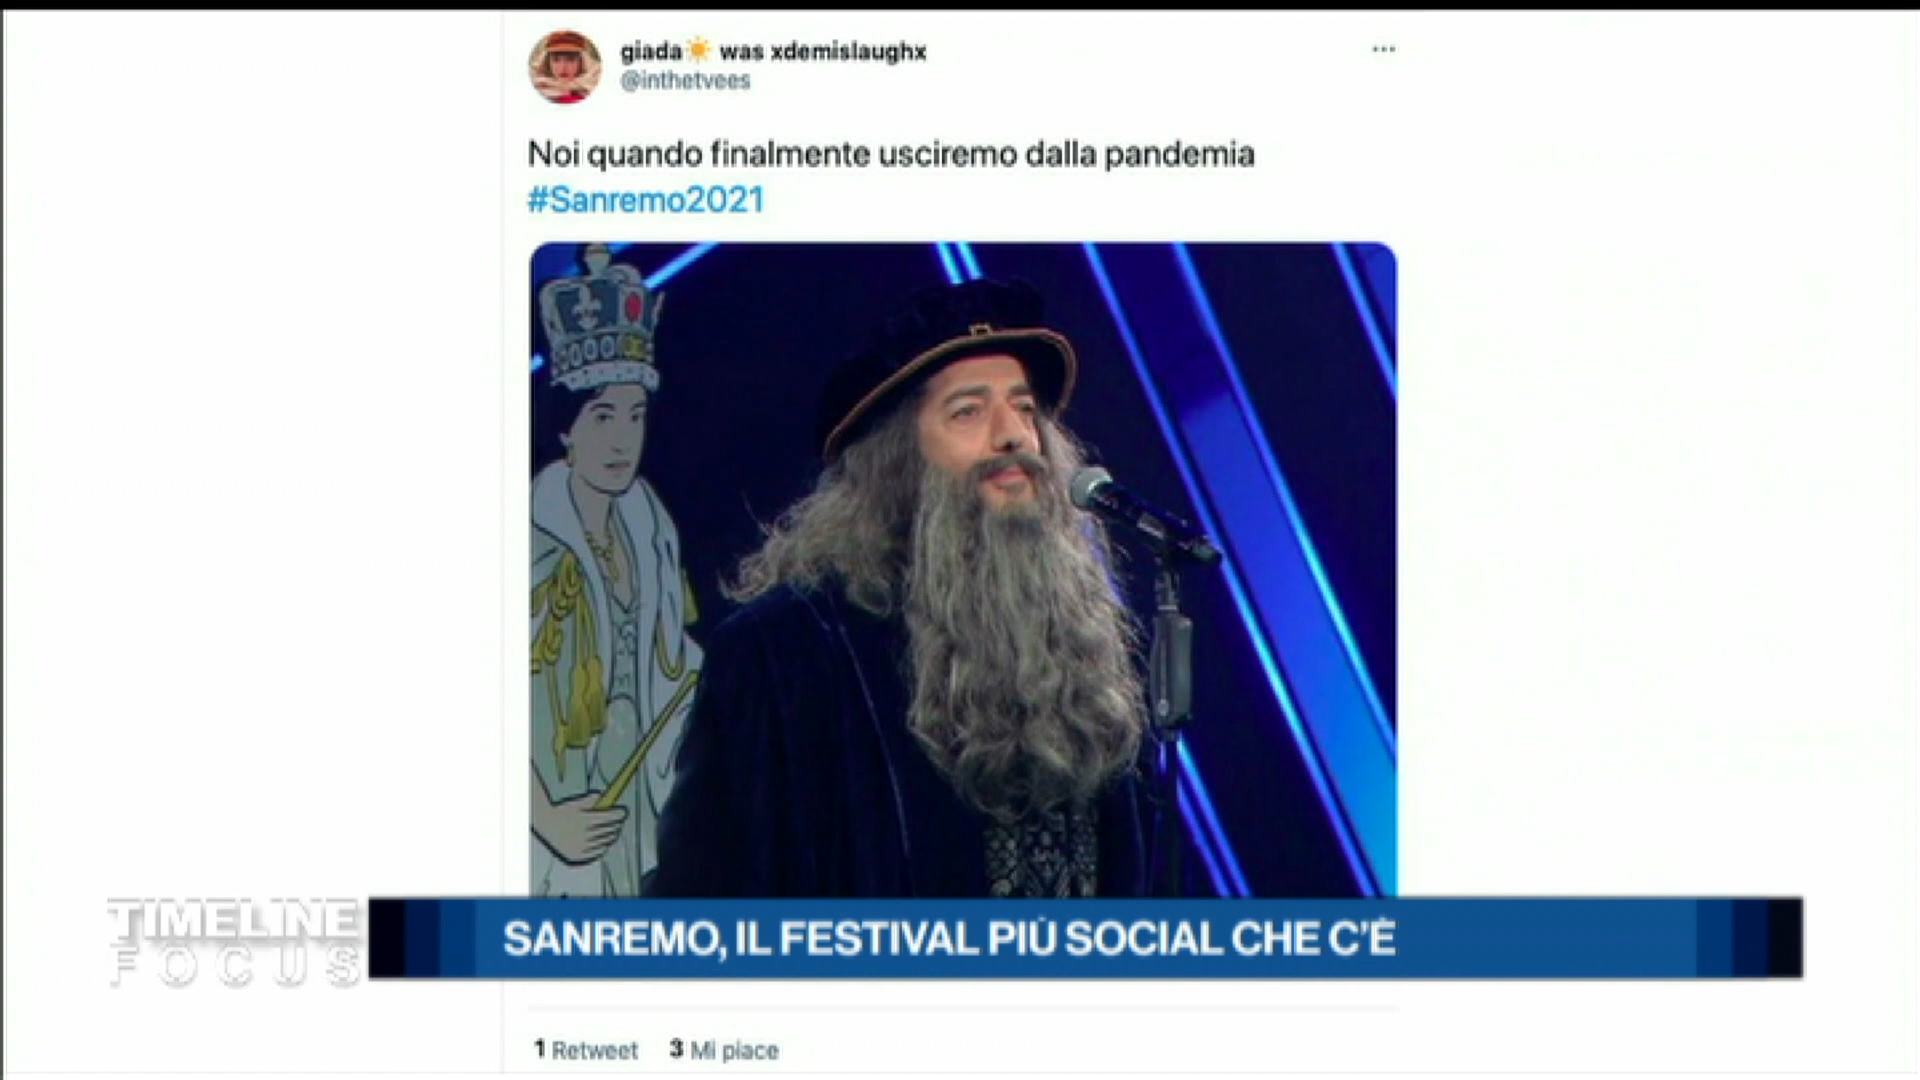 giada☀️ was xdemislaughx
@inthetvees
Noi quando finalmente usciremo dalla pandemia
#Sanremo2021
TIMELINE
FOCUS
SANREMO, IL FESTIVAL PIÙ SOCIAL CHE C'È
1 Retweet 3 Mi piace